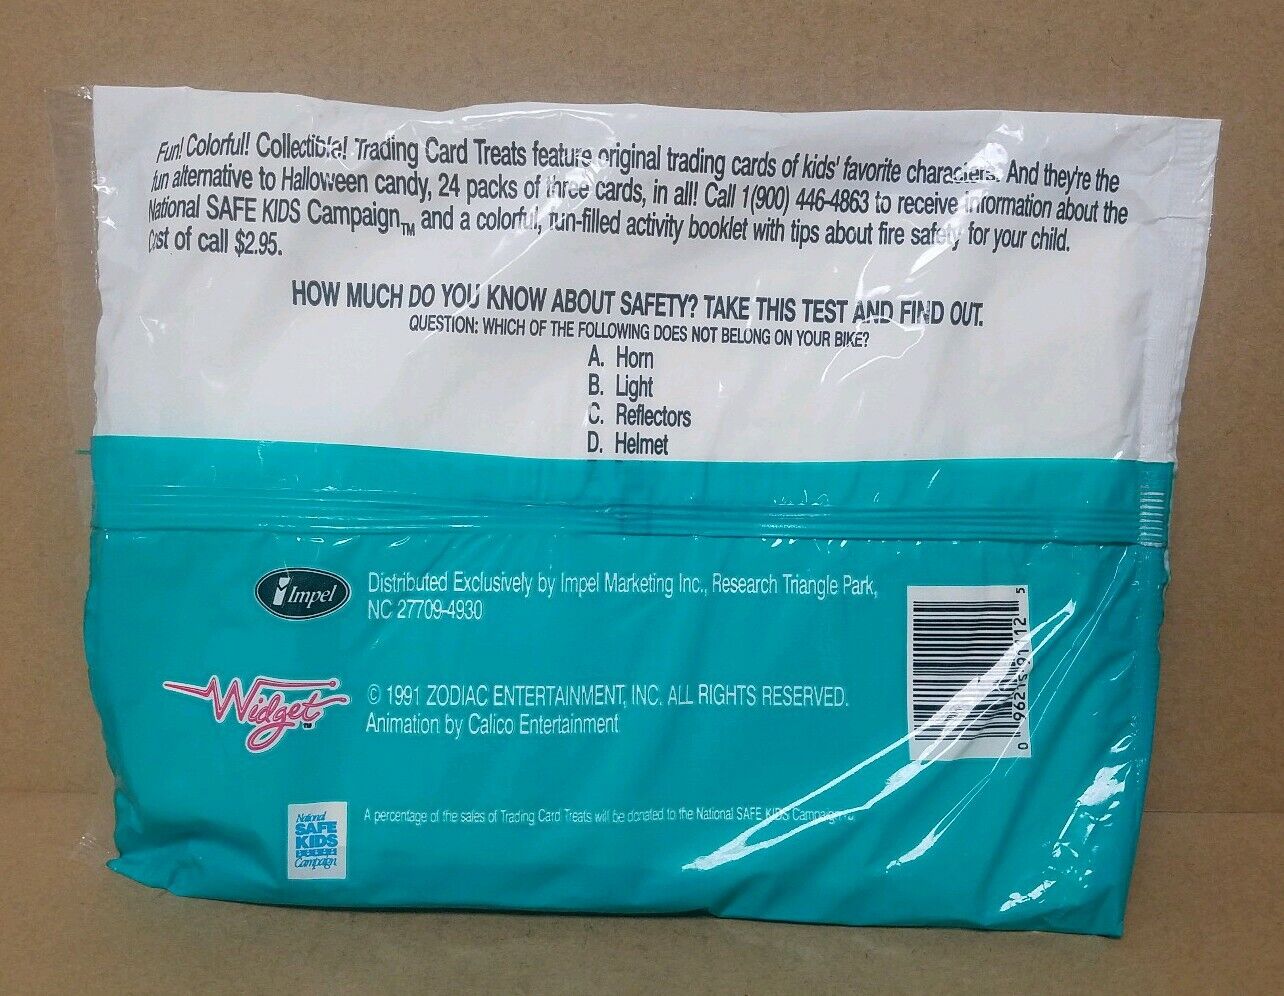 Fun! Colorful! Collectible! Trading Card Treats feature original trading cards of kids' favorite characters. And they're the
fun alternative to Halloween candy, 24 packs of three cards, in all! Call 1(900) 446-4863 to receive information about the
National SAFE KIDS Campaign™ and a colorful, fun-filled activity booklet with tips about fire safety for your child.
Cost of call $2.95.
HOW MUCH DO YOU KNOW ABOUT SAFETY? TAKE THIS TEST AND FIND OUT.
QUESTION: WHICH OF THE FOLLOWING DOES NOT BELONG ON YOUR BIKE?
A. Horn
B. Light
C. Reflectors
D. Helmet
Impel
Distributed Exclusively by Impel Marketing Inc., Research Triangle Park,
NC 27709-4930
Widget™
© 1991 ZODIAC ENTERTAINMENT, INC. ALL RIGHTS RESERVED.
Animation by Calico Entertainment
0 96215 91112 5
National
SAFE
KIDS
Campaign
A percentage of the sales of Trading Card Treats will be donated to the National SAFE KIDS Campaign™.